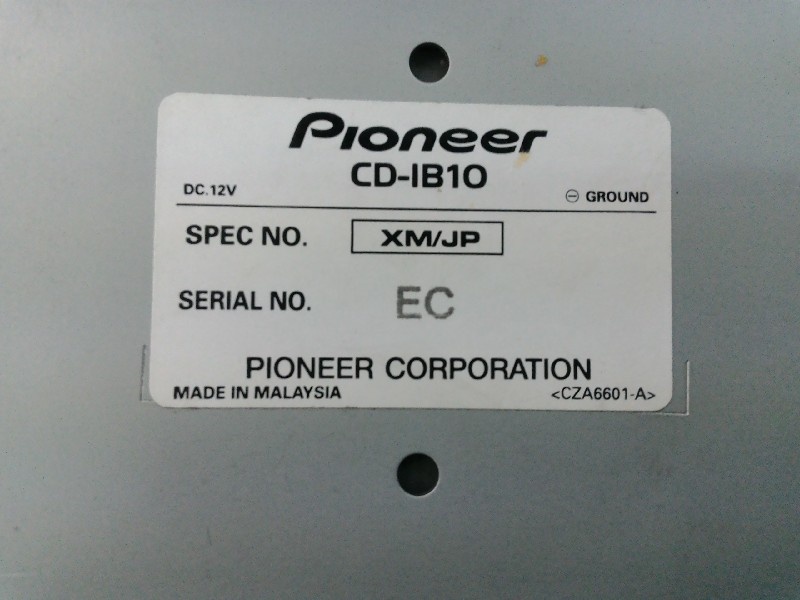 Pioneer
CD-IB10
DC.12V ⊖ GROUND
SPEC NO. XM/JP
SERIAL NO. EC
PIONEER CORPORATION
MADE IN MALAYSIA <CZA6601-A>